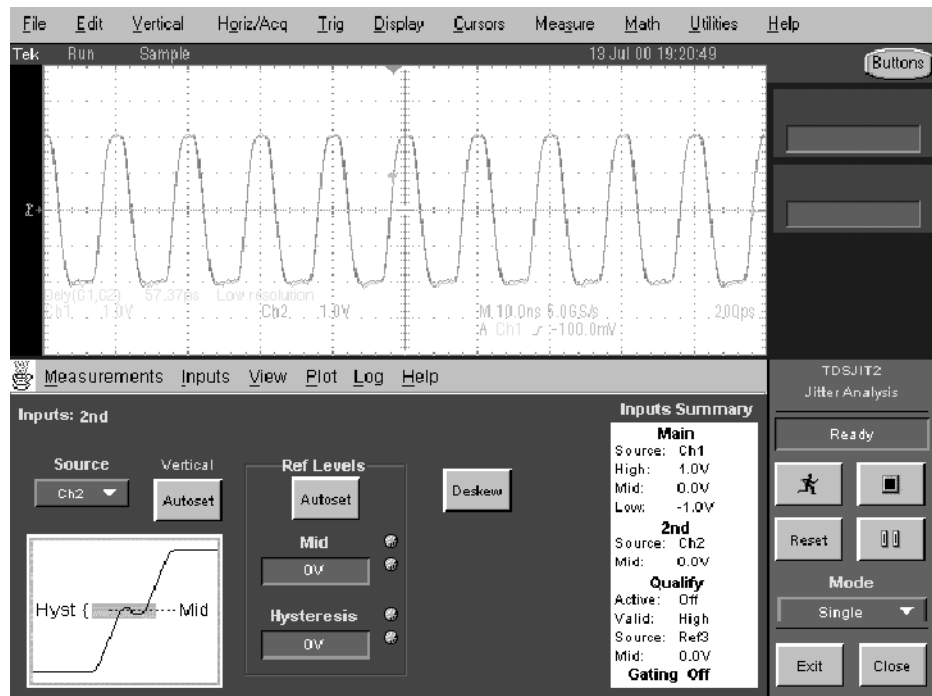 File Edit Vertical Horiz/Acq Trig Display Cursors Measure Math Utilities Help
Tek Run Sample 13 Jul 00 19:20:49
Buttons
Dely(C1,C2) 57.37ps Low resolution
Ch1 1.0V Ch2 1.0V M 10.0ns 5.0GS/s 200ps
A Ch1 -100.0mV
Measurements Inputs View Plot Log Help
TDSJIT2
Jitter Analysis
Inputs: 2nd
Source
Ch2
Vertical
Autoset
Ref Levels
Autoset
Mid
0V
Hysteresis
0V
Deskew
Hyst { Mid
Inputs Summary
Main
Source: Ch1
High: 1.0V
Mid: 0.0V
Low: -1.0V
2nd
Source: Ch2
Mid: 0.0V
Qualify
Active: Off
Valid: High
Source: Ref3
Mid: 0.0V
Gating Off
Ready
Reset
Mode
Single
Exit Close